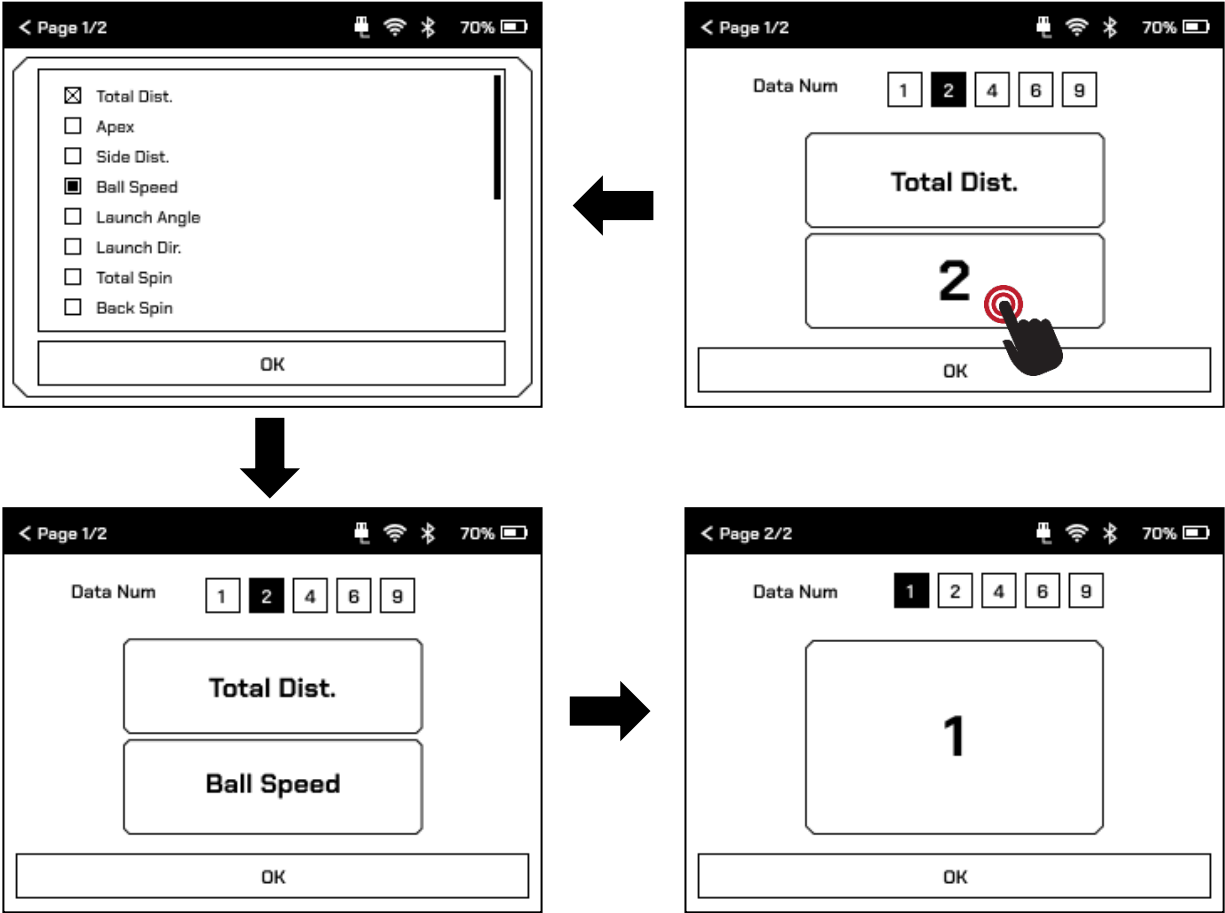 < Page 1/2 70%
Total Dist.
Apex
Side Dist.
Ball Speed
Launch Angle
Launch Dir.
Total Spin
Back Spin
OK
< Page 1/2 70%
Data Num 1 2 4 6 9
Total Dist.
2
OK
< Page 1/2 70%
Data Num 1 2 4 6 9
Total Dist.
Ball Speed
OK
< Page 2/2 70%
Data Num 1 2 4 6 9
1
OK